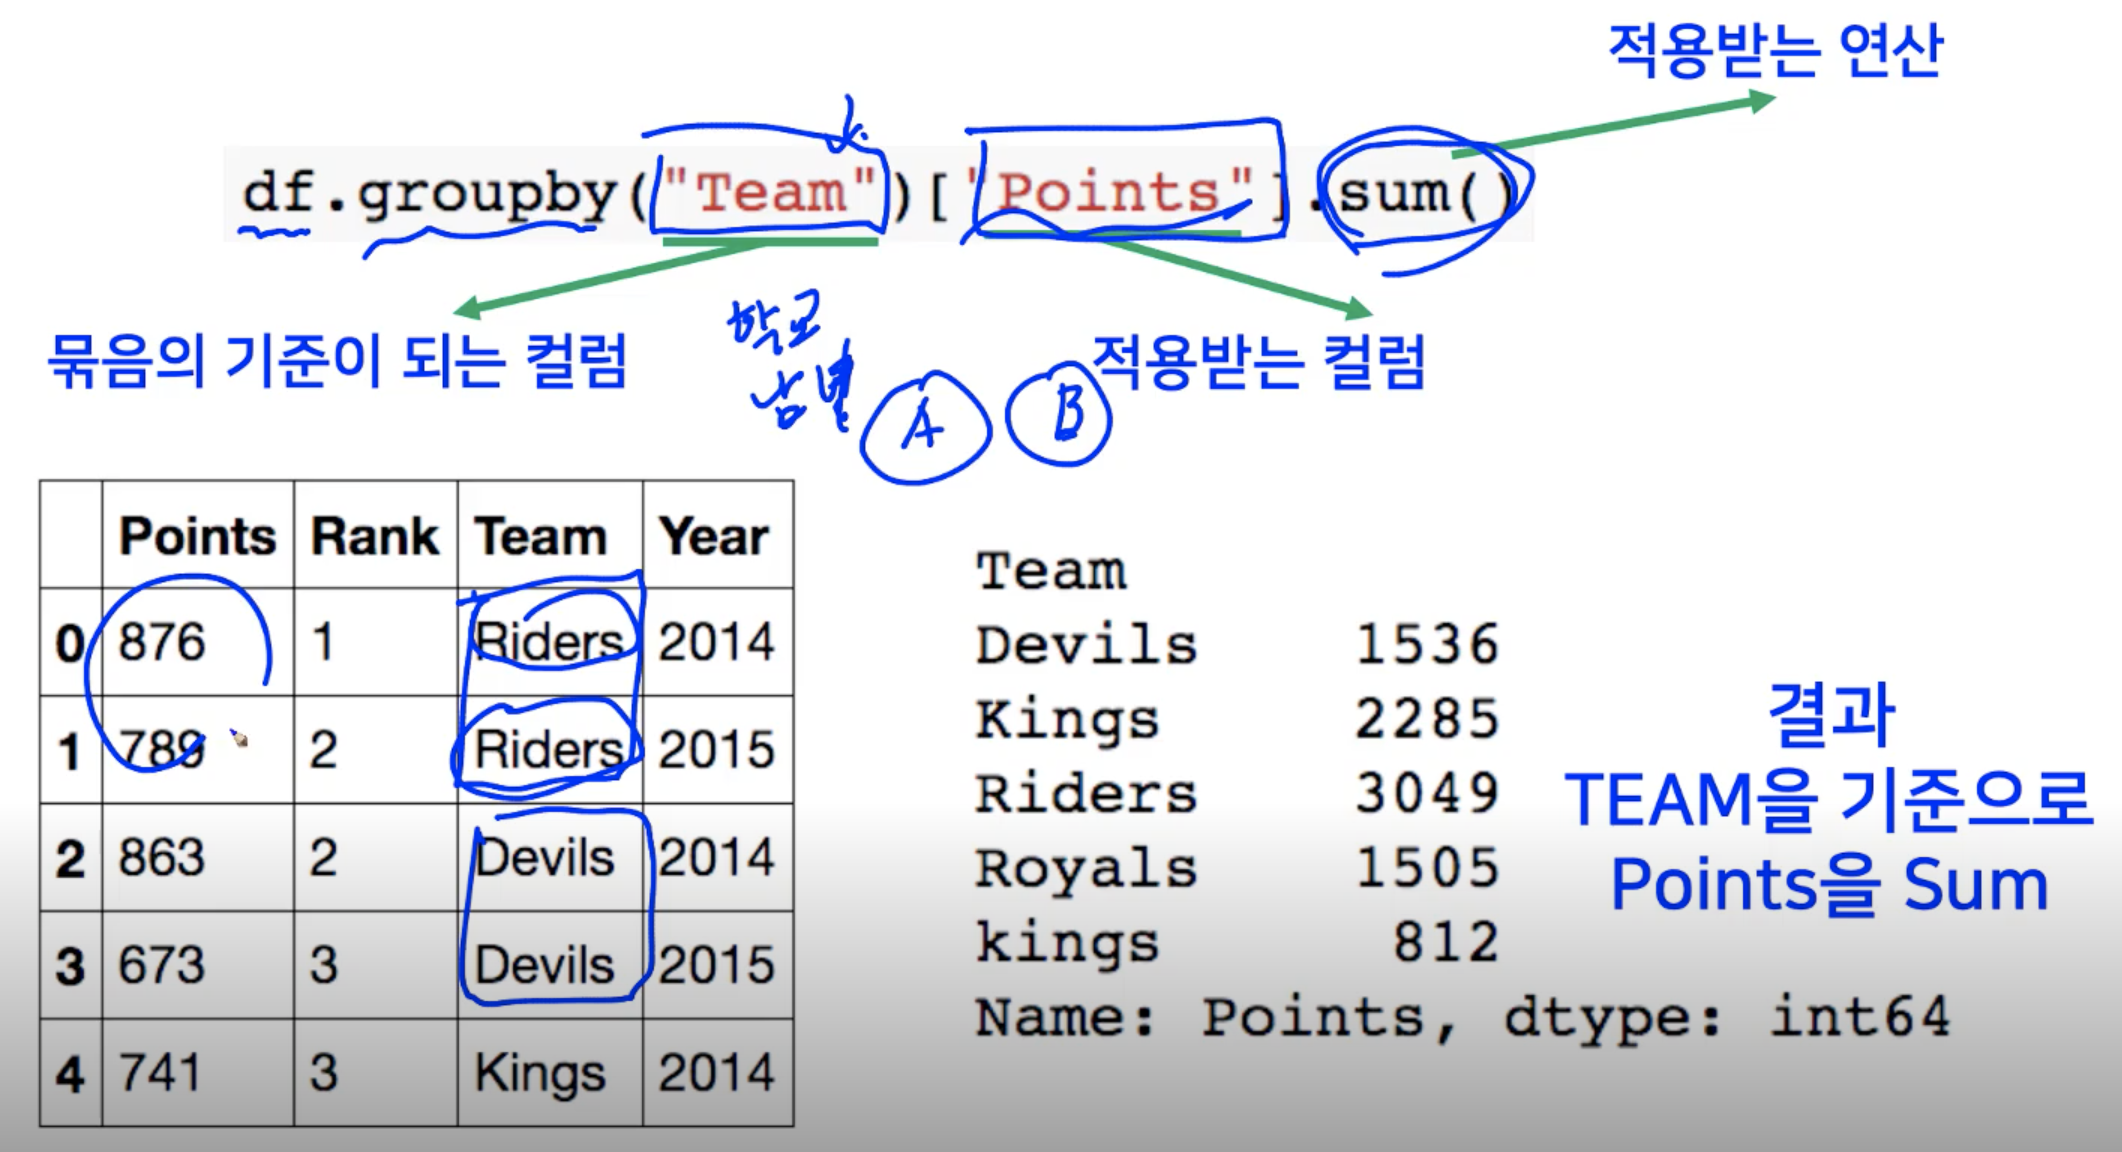 적용받는 연산
df.groupby("Team")["Points"].sum()
묶음의 기준이 되는 컬럼
학교
남녀
A
B
적용받는 컬럼
Points Rank Team Year
0 876 1 Riders 2014
1 789 2 Riders 2015
2 863 2 Devils 2014
3 673 3 Devils 2015
4 741 3 Kings 2014
Team
Devils 1536
Kings 2285
Riders 3049
Royals 1505
kings 812
Name: Points, dtype: int64
결과
TEAM을 기준으로
Points을 Sum